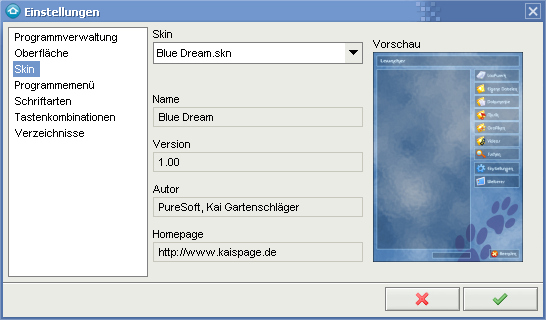 Einstellungen
Programmverwaltung
Oberfläche
Skin
Programmemenü
Schriftarten
Tastenkombinationen
Verzeichnisse
Skin
Blue Dream.skn
Name
Blue Dream
Version
1.00
Autor
PureSoft, Kai Gartenschläger
Homepage
http://www.kaispage.de
Vorschau